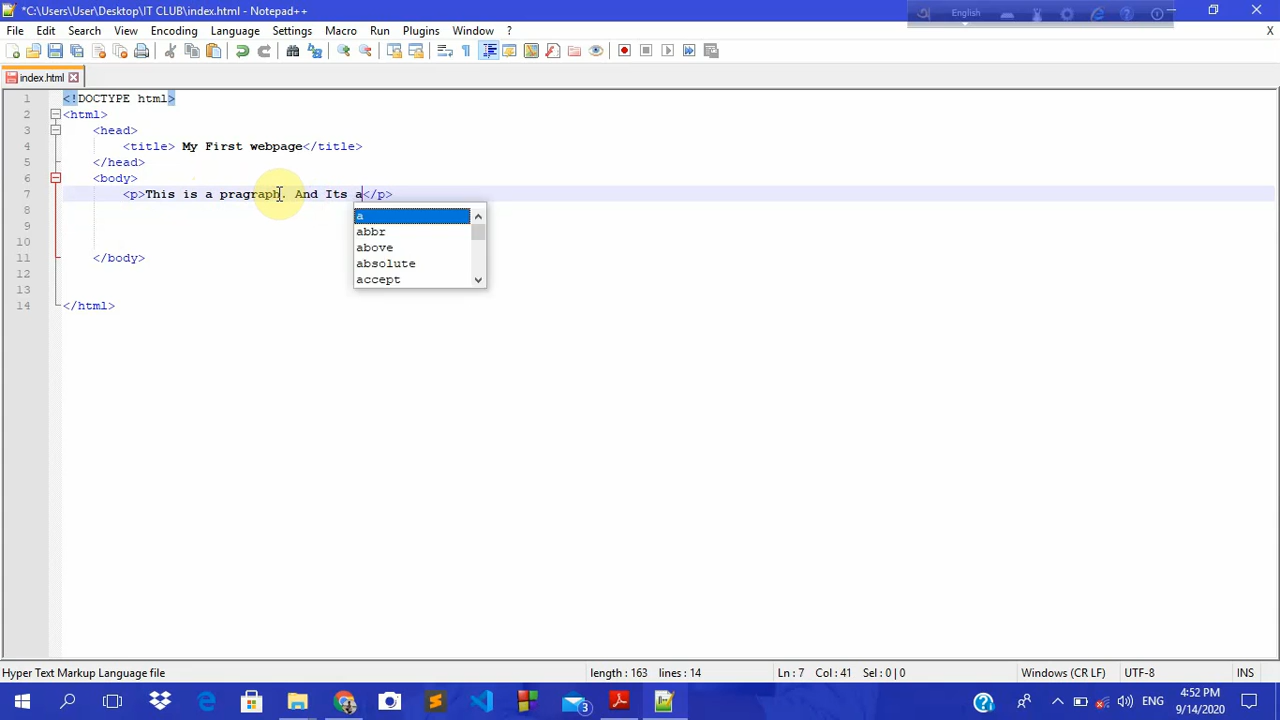 *C:\Users\User\Desktop\IT CLUB\index.html - Notepad++
English
File Edit Search View Encoding Language Settings Macro Run Plugins Window ? X
index.html
1 <!DOCTYPE html>
2 <html>
3 <head>
4 <title> My First webpage</title>
5 </head>
6 <body>
7 <p>This is a pragraph. And Its a</p>
8 a
abbr
9 above
10 absolute
accept
11 </body>
12
13
14 </html>
Hyper Text Markup Language file length : 163 lines : 14 Ln : 7 Col : 41 Sel : 0 | 0 Windows (CR LF) UTF-8 INS
3 ENG 4:52 PM
9/14/2020